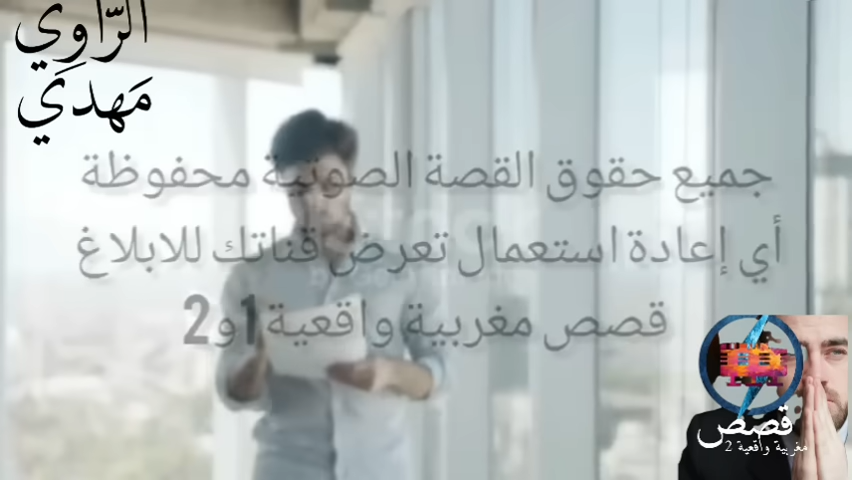 الرّاوِي
مَهدَي
جميع حقوق القصة الصوتية محفوظة
أي إعادة استعمال تعرض قناتك للابلاغ
قصص مغربية واقعية 1و2
قصص
مغربية واقعية 2